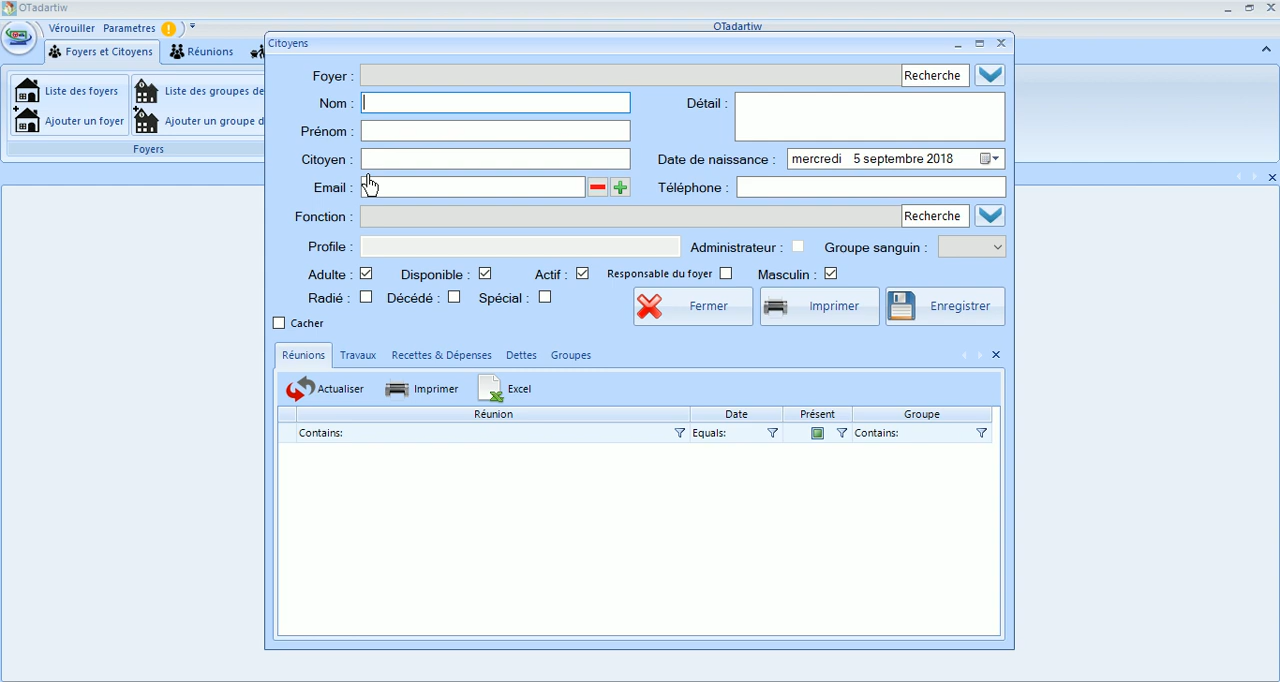 OTadartiw
Vérouiller Parametres
OTadartiw
Foyers et Citoyens Réunions
Liste des foyers Liste des groupes de
Ajouter un foyer Ajouter un groupe d
Foyers
Citoyens
Foyer : Recherche
Nom : Détail :
Prénom :
Citoyen : Date de naissance : mercredi 5 septembre 2018
Email : Téléphone :
Fonction : Recherche
Profile : Administrateur : Groupe sanguin :
Adulte : Disponible : Actif : Responsable du foyer Masculin :
Radié : Décédé : Spécial :
Fermer Imprimer Enregistrer
Cacher
Réunions Travaux Recettes & Dépenses Dettes Groupes
Actualiser Imprimer Excel
Réunion Date Présent Groupe
Contains: Equals: Contains: